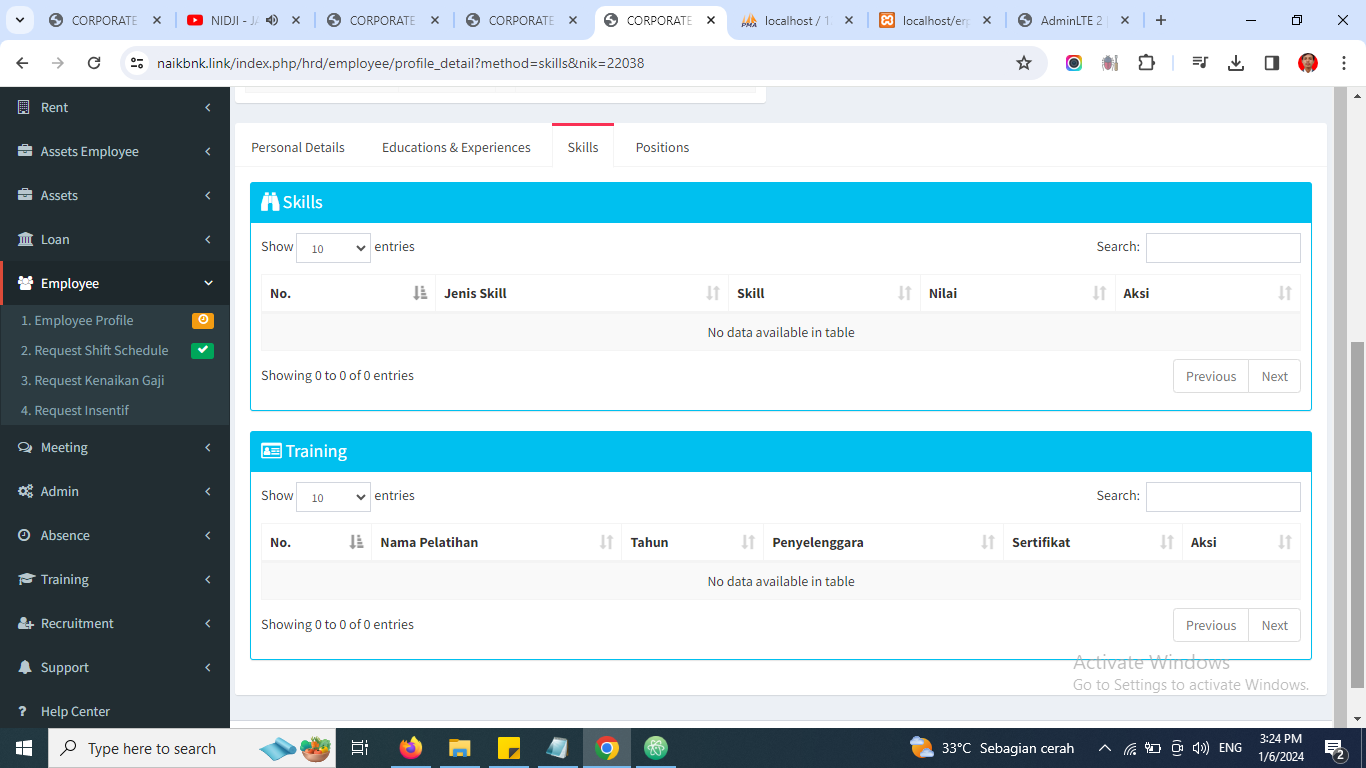 CORPORATE
NIDJI - JA
CORPORATE
CORPORATE
CORPORATE
localhost / 1
localhost/erp
AdminLTE 2 |
naikbnk.link/index.php/hrd/employee/profile_detail?method=skills&nik=22038
Rent
Assets Employee
Assets
Loan
Employee
1. Employee Profile
2. Request Shift Schedule
3. Request Kenaikan Gaji
4. Request Insentif
Meeting
Admin
Absence
Training
Recruitment
Support
Help Center
Personal Details Educations & Experiences Skills Positions
Skills
Show 10 entries Search:
No. Jenis Skill Skill Nilai Aksi
No data available in table
Showing 0 to 0 of 0 entries Previous Next
Training
Show 10 entries Search:
No. Nama Pelatihan Tahun Penyelenggara Sertifikat Aksi
No data available in table
Showing 0 to 0 of 0 entries Previous Next
Activate Windows
Go to Settings to activate Windows.
Type here to search
33°C Sebagian cerah
ENG
3:24 PM
1/6/2024
2